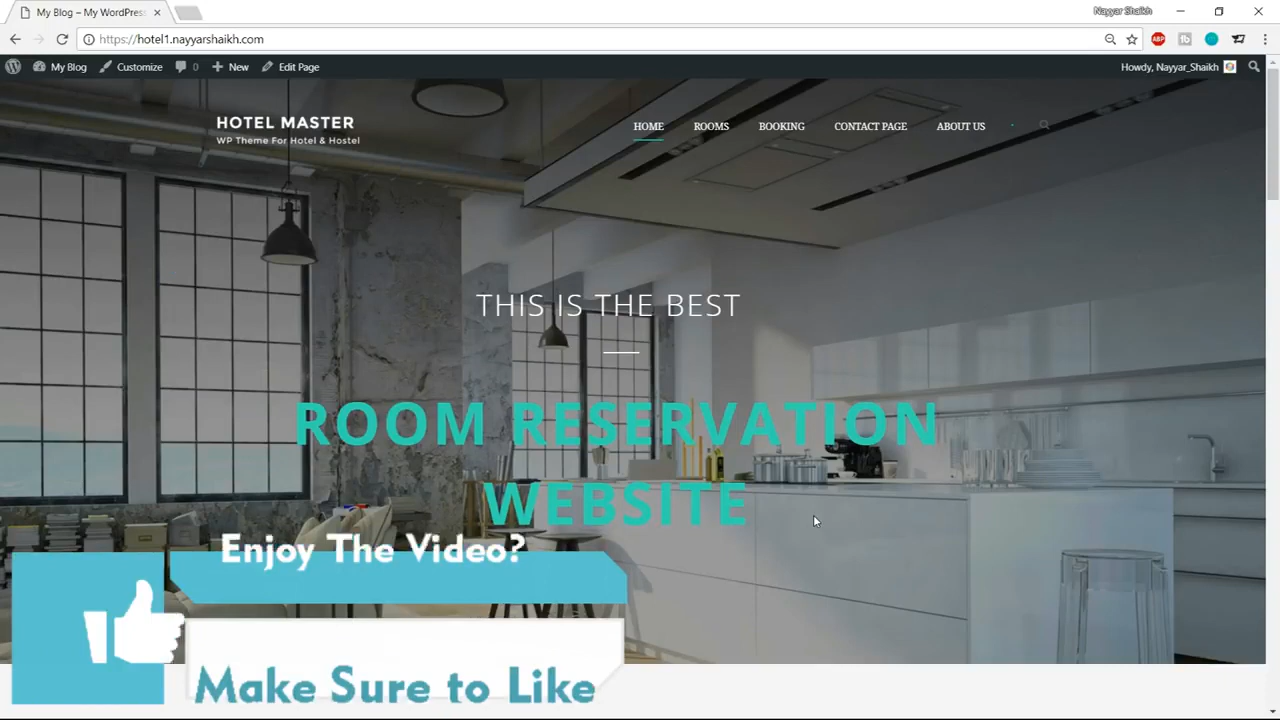 My Blog – My WordPress
Nayyar Shaikh
https://hotel1.nayyarshaikh.com
ABP
My Blog
Customize
0
New
Edit Page
Howdy, Nayyar_Shaikh
HOTEL MASTER
WP Theme For Hotel & Hostel
HOME
ROOMS
BOOKING
CONTACT PAGE
ABOUT US
THIS IS THE BEST
ROOM RESERVATION
WEBSITE
Enjoy The Video?
Make Sure to Like